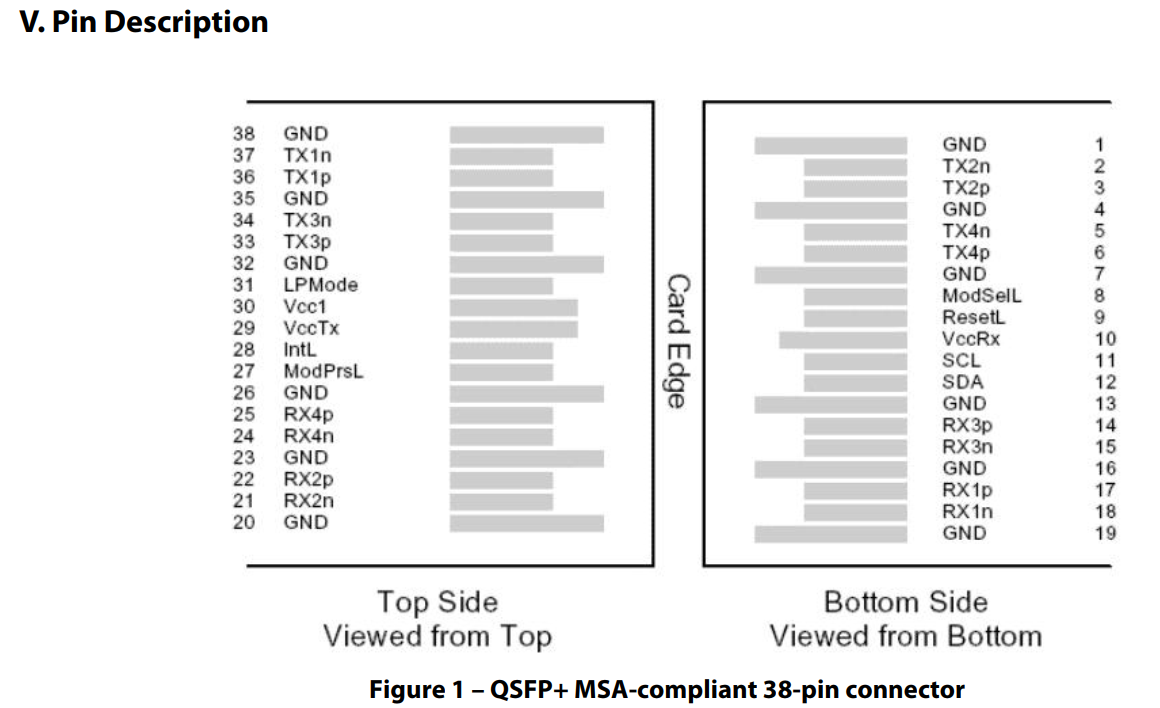 V. Pin Description
38 GND
37 TX1n
36 TX1p
35 GND
34 TX3n
33 TX3p
32 GND
31 LPMode
30 Vcc1
29 VccTx
28 IntL
27 ModPrsL
26 GND
25 RX4p
24 RX4n
23 GND
22 RX2p
21 RX2n
20 GND
Card Edge
GND 1
TX2n 2
TX2p 3
GND 4
TX4n 5
TX4p 6
GND 7
ModSelL 8
ResetL 9
VccRx 10
SCL 11
SDA 12
GND 13
RX3p 14
RX3n 15
GND 16
RX1p 17
RX1n 18
GND 19
Top Side
Viewed from Top
Bottom Side
Viewed from Bottom
Figure 1 – QSFP+ MSA-compliant 38-pin connector